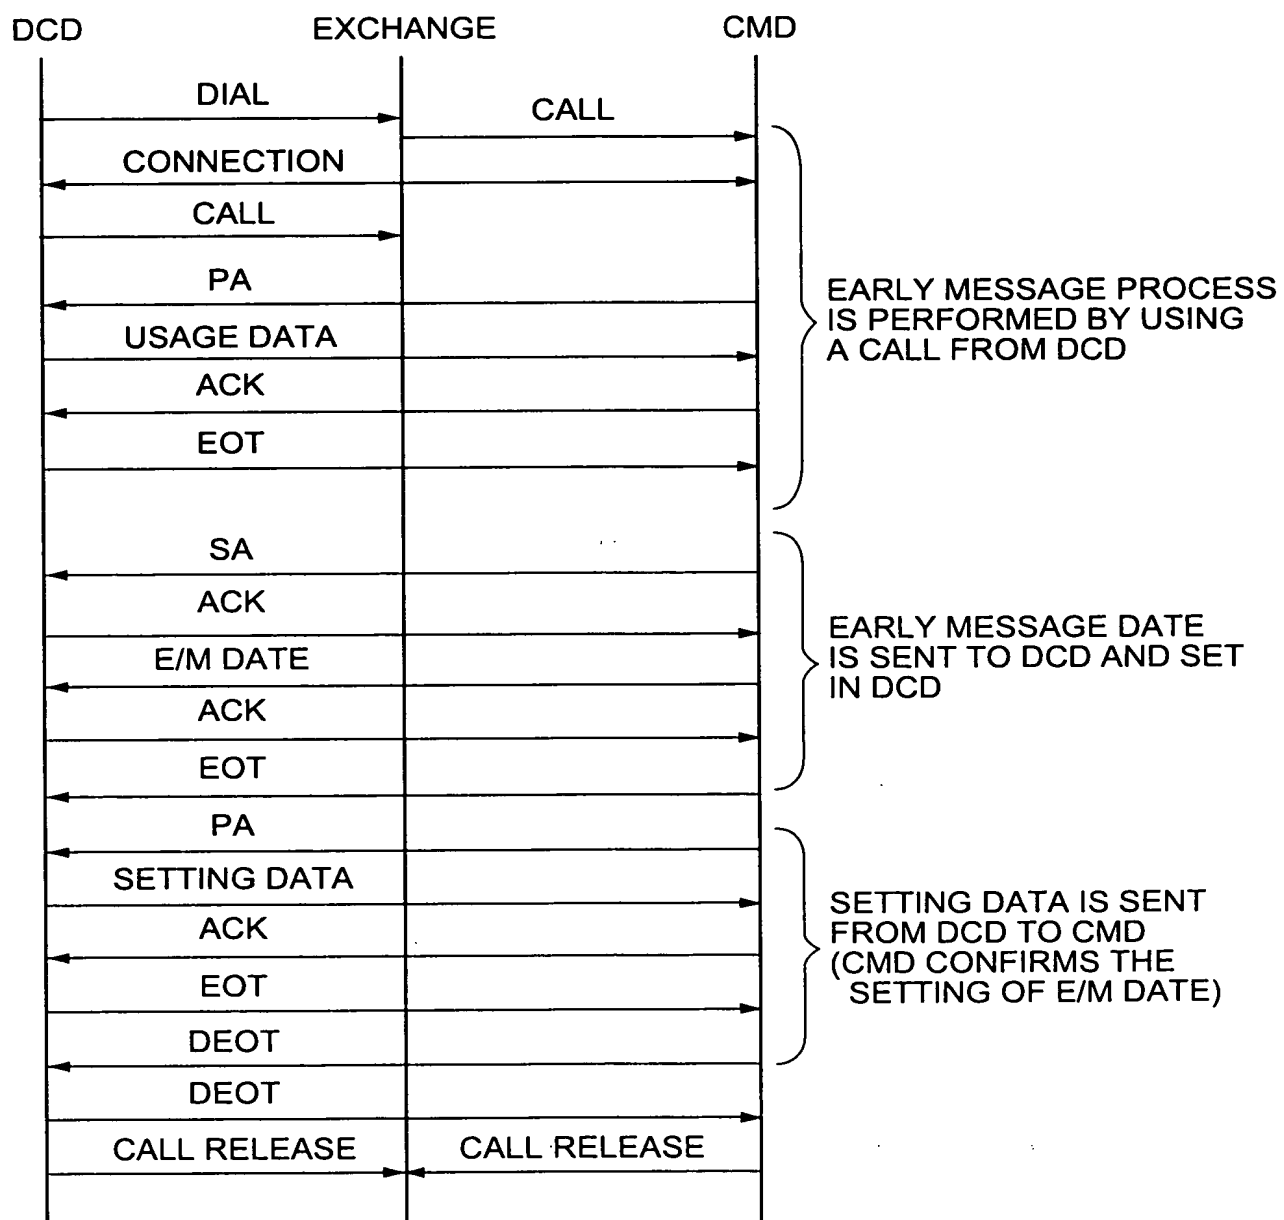 DCD EXCHANGE CMD
DIAL
CALL
CONNECTION
CALL
PA
USAGE DATA
ACK
EOT
EARLY MESSAGE PROCESS
IS PERFORMED BY USING
A CALL FROM DCD
SA
ACK
E/M DATE
ACK
EOT
EARLY MESSAGE DATE
IS SENT TO DCD AND SET
IN DCD
PA
SETTING DATA
ACK
EOT
DEOT
SETTING DATA IS SENT
FROM DCD TO CMD
(CMD CONFIRMS THE
SETTING OF E/M DATE)
DEOT
CALL RELEASE CALL RELEASE